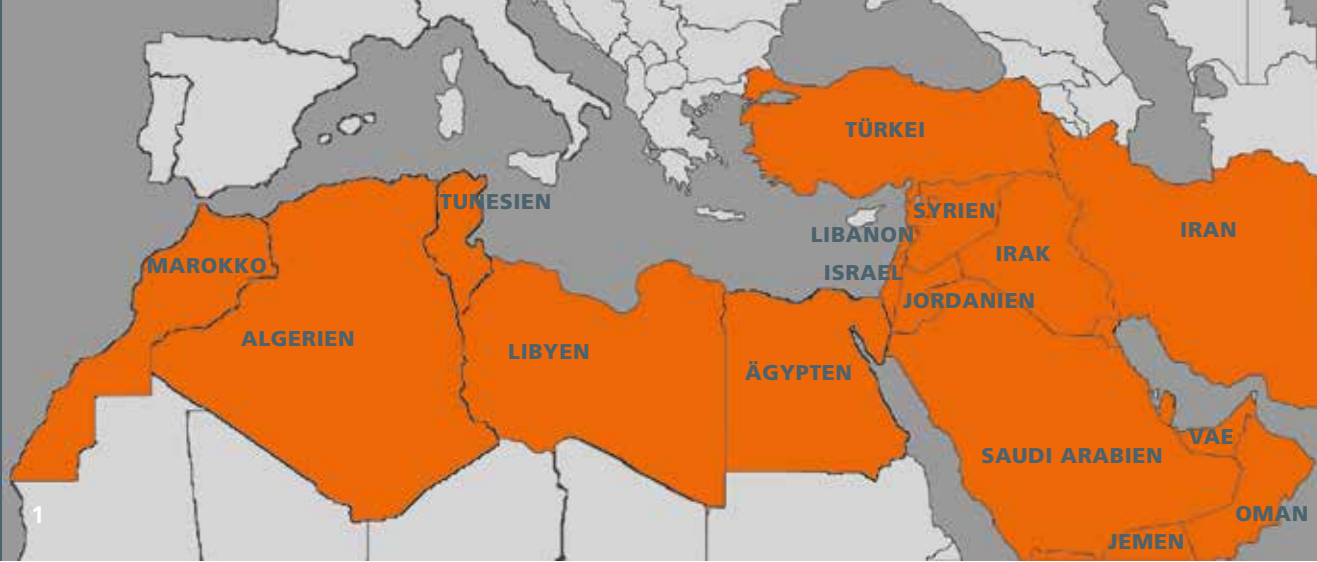 TÜRKEI
TUNESIEN
SYRIEN
LIBANON
IRAN
IRAK
MAROKKO
ISRAEL
JORDANIEN
ALGERIEN
LIBYEN
ÄGYPTEN
VAE
SAUDI ARABIEN
1
OMAN
JEMEN